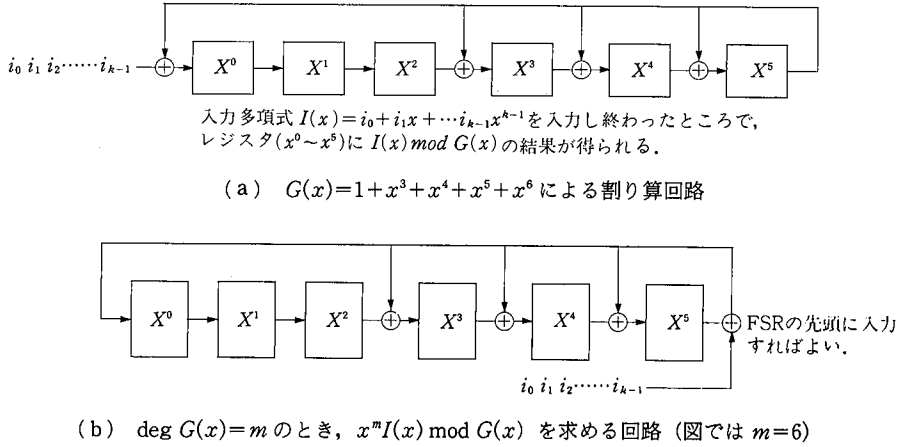 i₀ i₁ i₂……iₖ₋₁
X⁰ X¹ X² X³ X⁴ X⁵
入力多項式 I(x)=i₀+i₁x+…iₖ₋₁xᵏ⁻¹を入力し終わったところで,
レジスタ(x⁰~x⁵)に I(x)mod G(x)の結果が得られる.
(a) G(x)=1+x³+x⁴+x⁵+x⁶ による割り算回路
X⁰ X¹ X² X³ X⁴ X⁵
FSRの先頭に入力
すればよい.
i₀ i₁ i₂……iₖ₋₁
(b) deg G(x)=m のとき, xᵐI(x) mod G(x) を求める回路 (図では m=6)